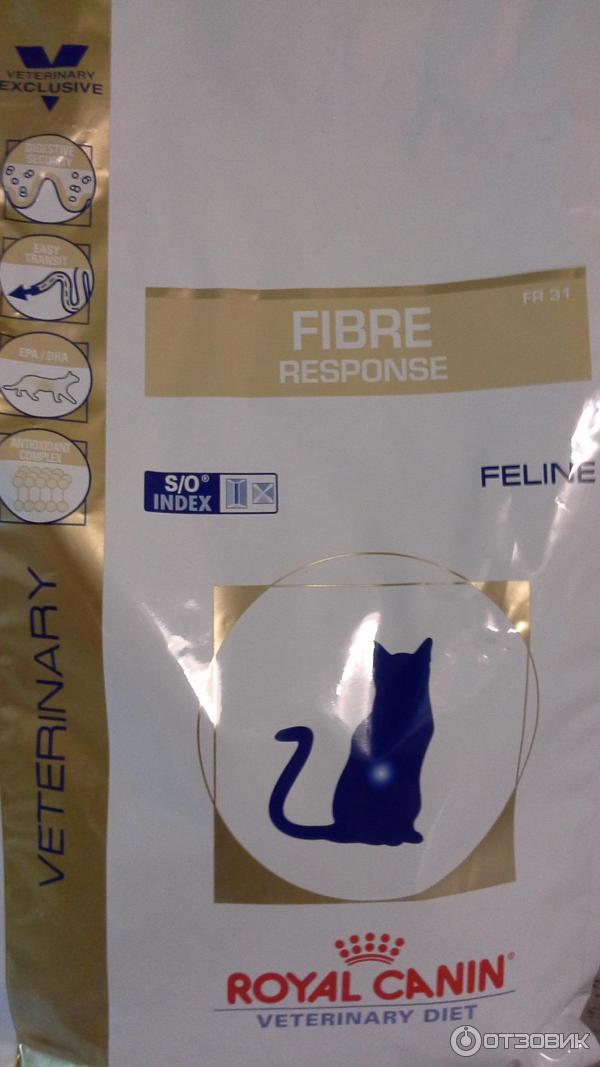 VETERINARY
EXCLUSIVE
DIGESTIVE
SECURITY
EASY
TRANSIT
EPA / DHA
ANTIOXIDANT
COMPLEX
VETERINARY
FR 31
FIBRE
RESPONSE
S/O®
INDEX
FELINE
ROYAL CANIN®
VETERINARY DIET
ОТЗОВИК